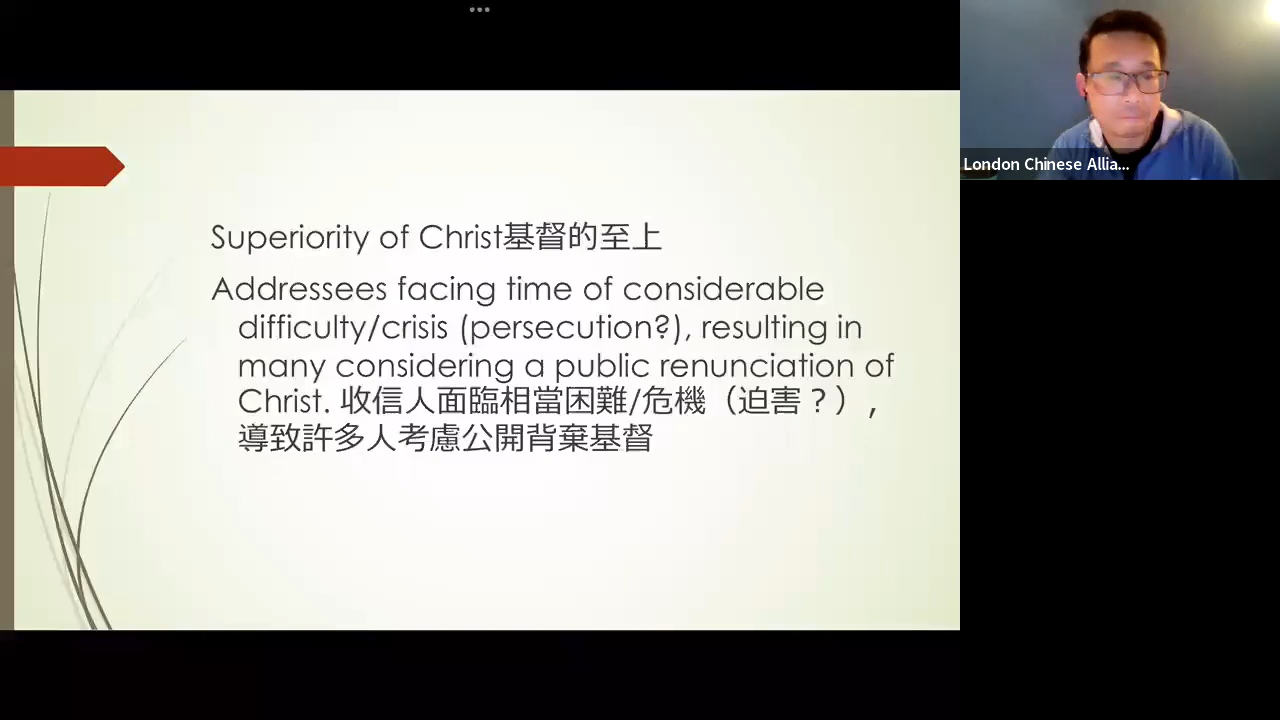 Superiority of Christ基督的至上
Addressees facing time of considerable
difficulty/crisis (persecution?), resulting in
many considering a public renunciation of
Christ. 收信人面臨相當困難/危機（迫害？），
導致許多人考慮公開背棄基督
London Chinese Allia...